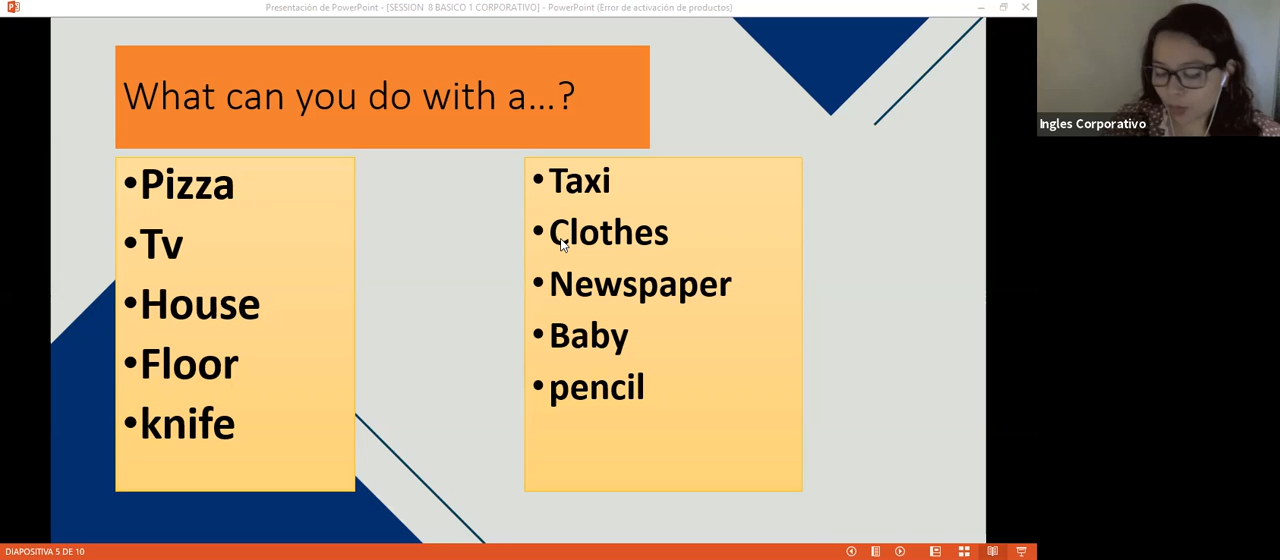 Presentación de PowerPoint - [SESSION 8 BASICO 1 CORPORATIVO] - PowerPoint (Error de activación de productos)
Ingles Corporativo
What can you do with a...?
•Pizza
•Tv
•House
•Floor
•knife
•Taxi
•Clothes
•Newspaper
•Baby
•pencil
DIAPOSITIVA 5 DE 10